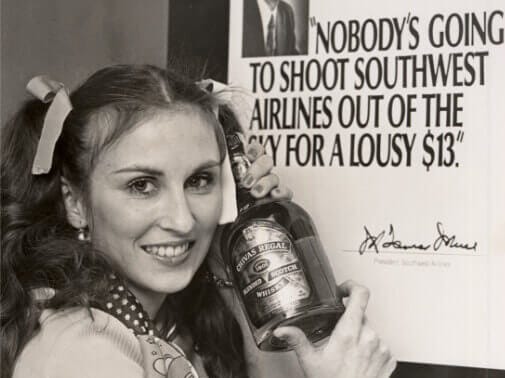 "NOBODY'S GOING
TO SHOOT SOUTHWEST
AIRLINES OUT OF THE
SKY FOR A LOUSY $13."
President, Southwest Airlines
CHIVAS REGAL
BLENDED SCOTCH
WHISKY